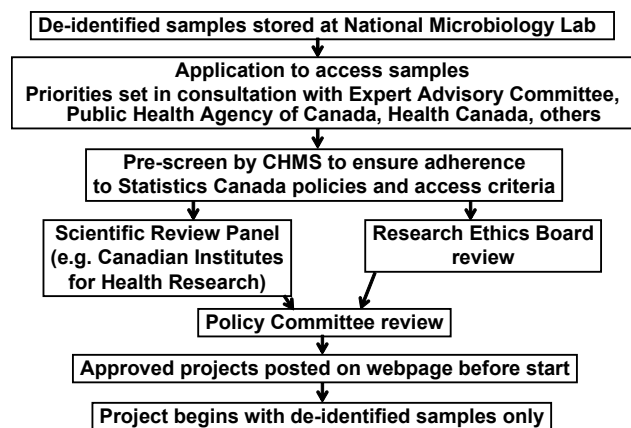 De-identified samples stored at National Microbiology Lab
Application to access samples
Priorities set in consultation with Expert Advisory Committee,
Public Health Agency of Canada, Health Canada, others
Pre-screen by CHMS to ensure adherence
to Statistics Canada policies and access criteria
Scientific Review Panel
(e.g. Canadian Institutes
for Health Research)
Research Ethics Board
review
Policy Committee review
Approved projects posted on webpage before start
Project begins with de-identified samples only